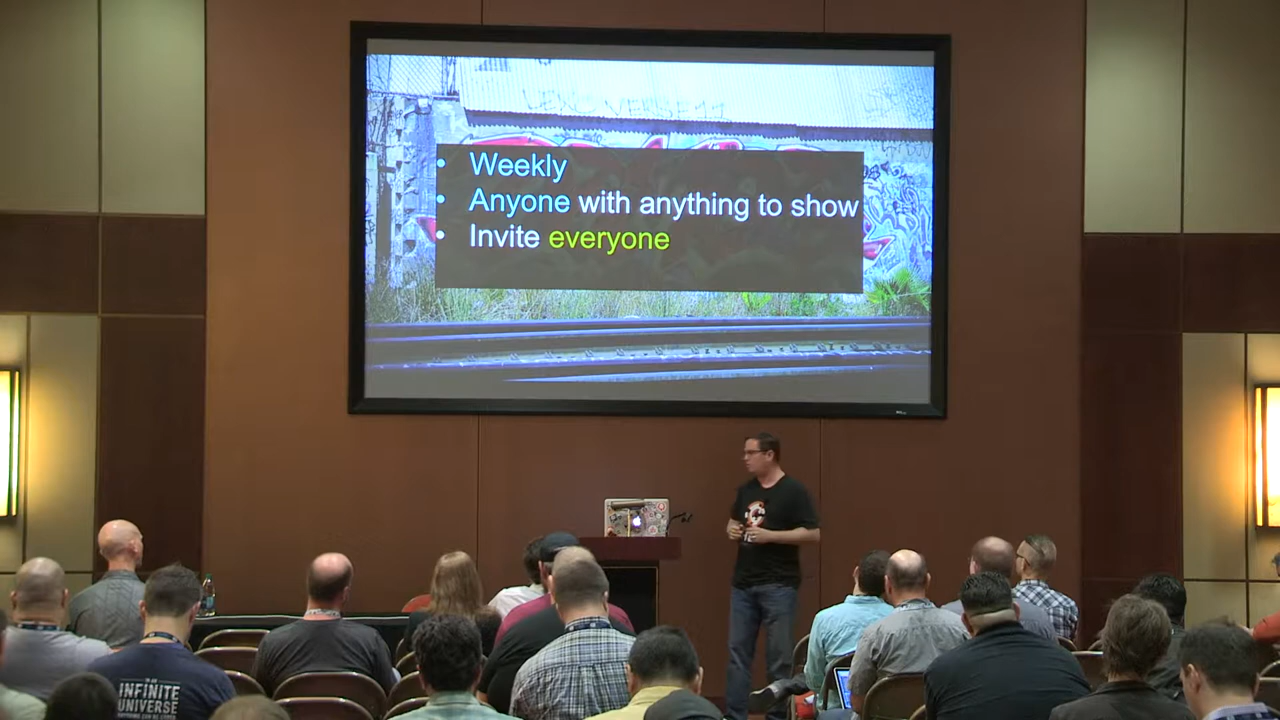 Weekly
Anyone with anything to show
Invite everyone
INFINITE
UNIVERSE